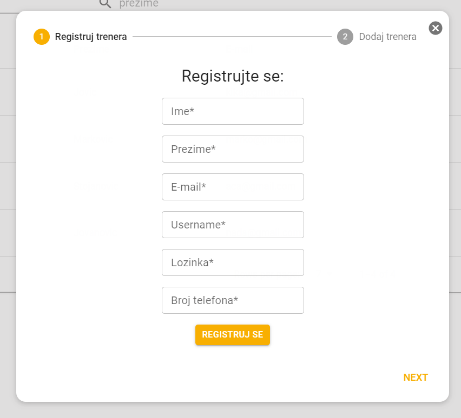 prezime
1 Registruj trenera
2 Dodaj trenera
Registrujte se:
Ime*
Prezime*
E-mail*
Username*
Lozinka*
Broj telefona*
REGISTRUJ SE
NEXT